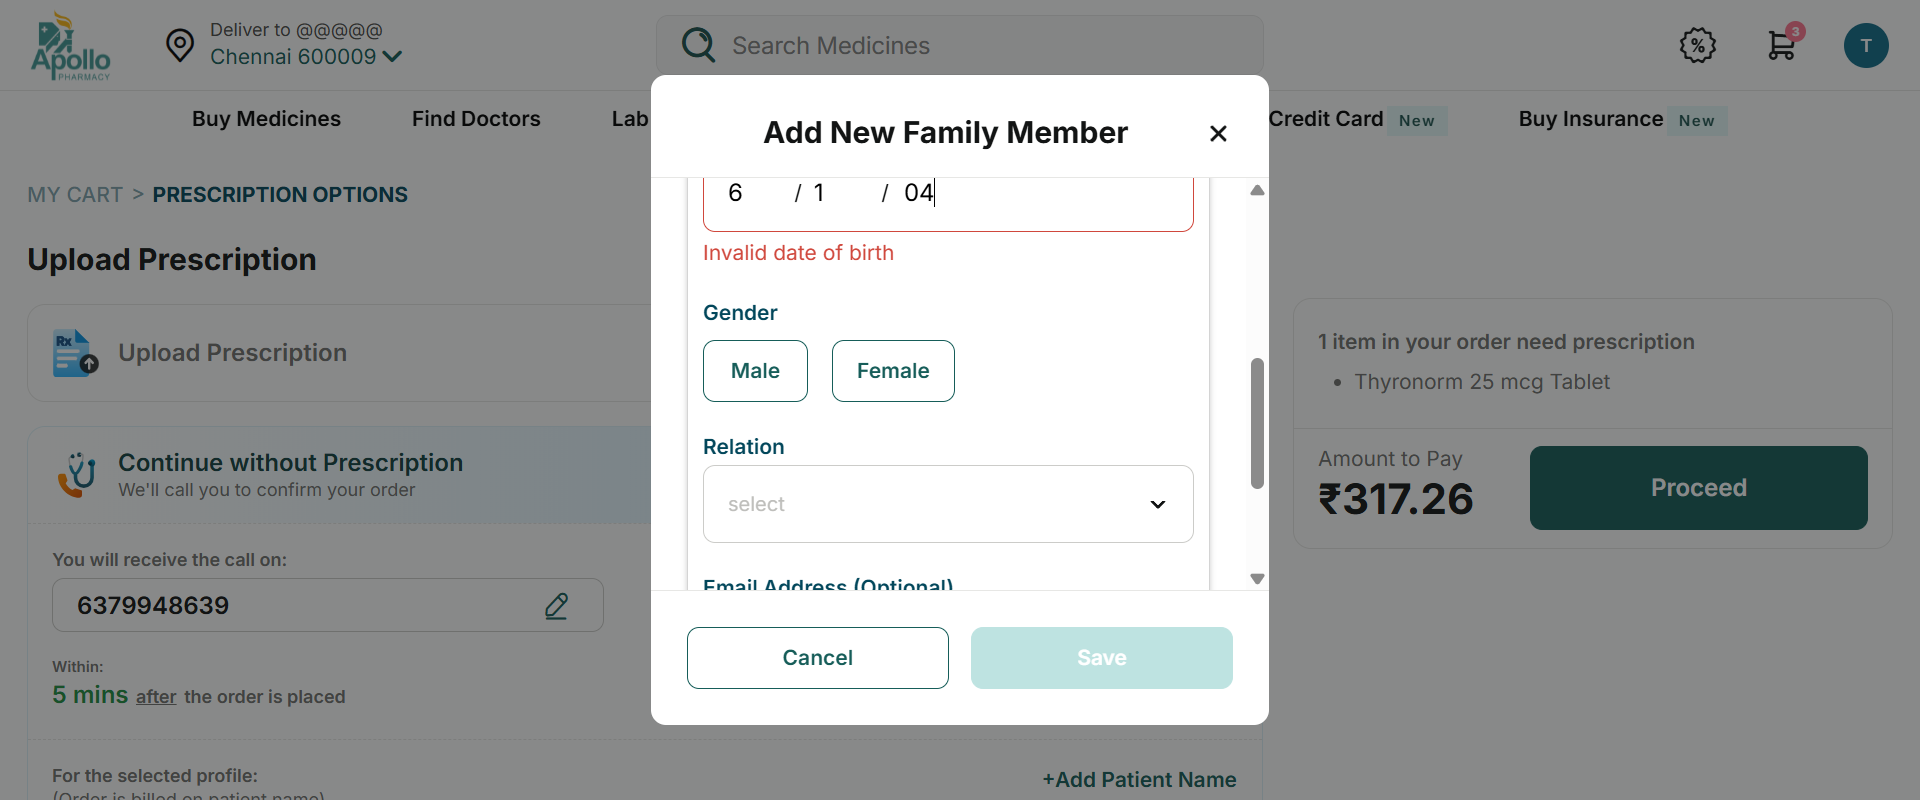 Apollo
PHARMACY
Deliver to @@@@@
Chennai 600009
Search Medicines
%
3
T
Buy Medicines
Find Doctors
Lab
Credit Card
New
Buy Insurance
New
MY CART > PRESCRIPTION OPTIONS
Upload Prescription
Rx
Upload Prescription
Continue without Prescription
We'll call you to confirm your order
You will receive the call on:
6379948639
Within:
5 mins after the order is placed
For the selected profile:
(Order is billed on patient name)
+Add Patient Name
Add New Family Member
6 / 1 / 04
Invalid date of birth
Gender
Male
Female
Relation
select
Email Address (Optional)
Cancel
Save
1 item in your order need prescription
• Thyronorm 25 mcg Tablet
Amount to Pay
₹317.26
Proceed